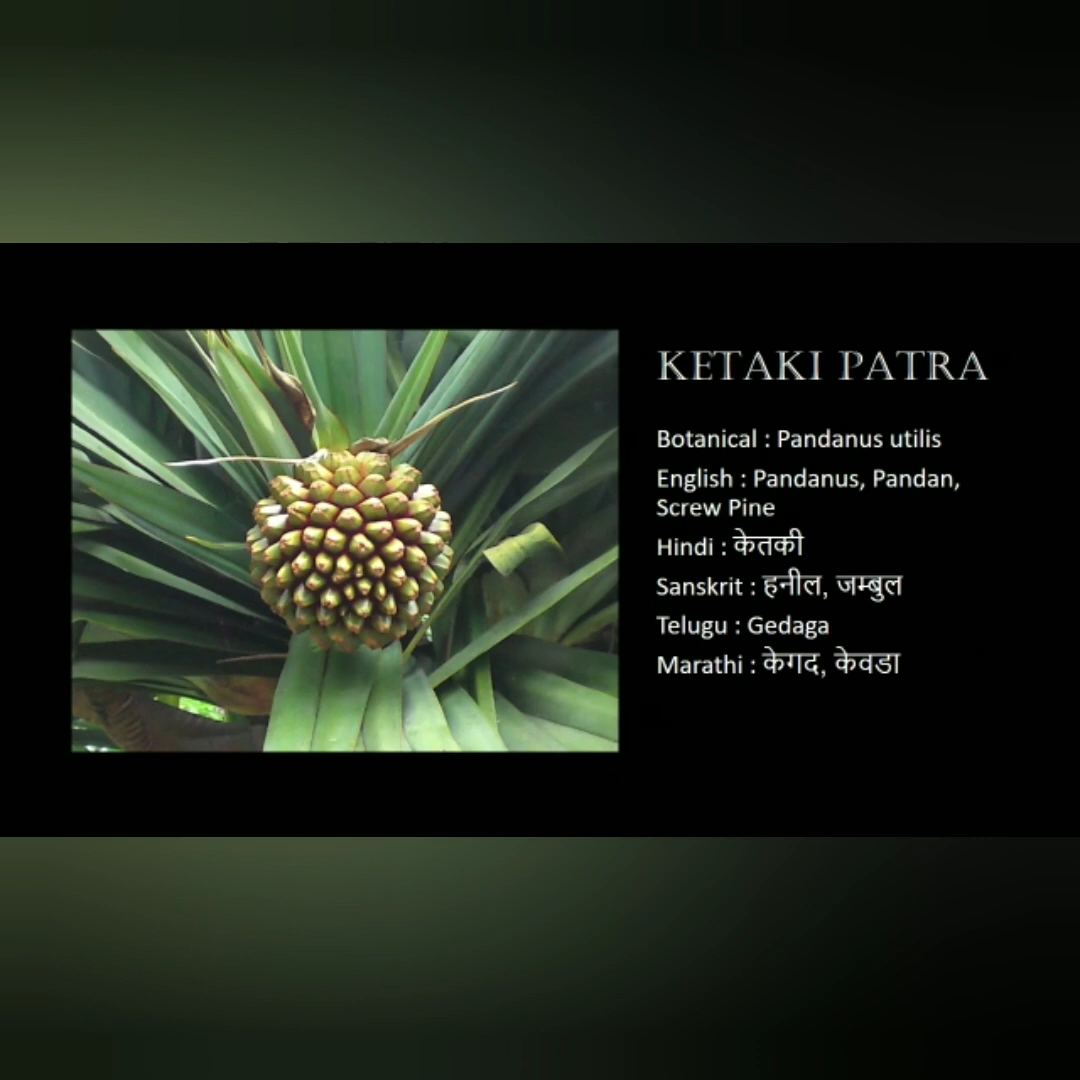 KETAKI PATRA
Botanical : Pandanus utilis
English : Pandanus, Pandan,
Screw Pine
Hindi : केतकी
Sanskrit : हनील, जम्बुल
Telugu : Gedaga
Marathi : केगद, केवडा